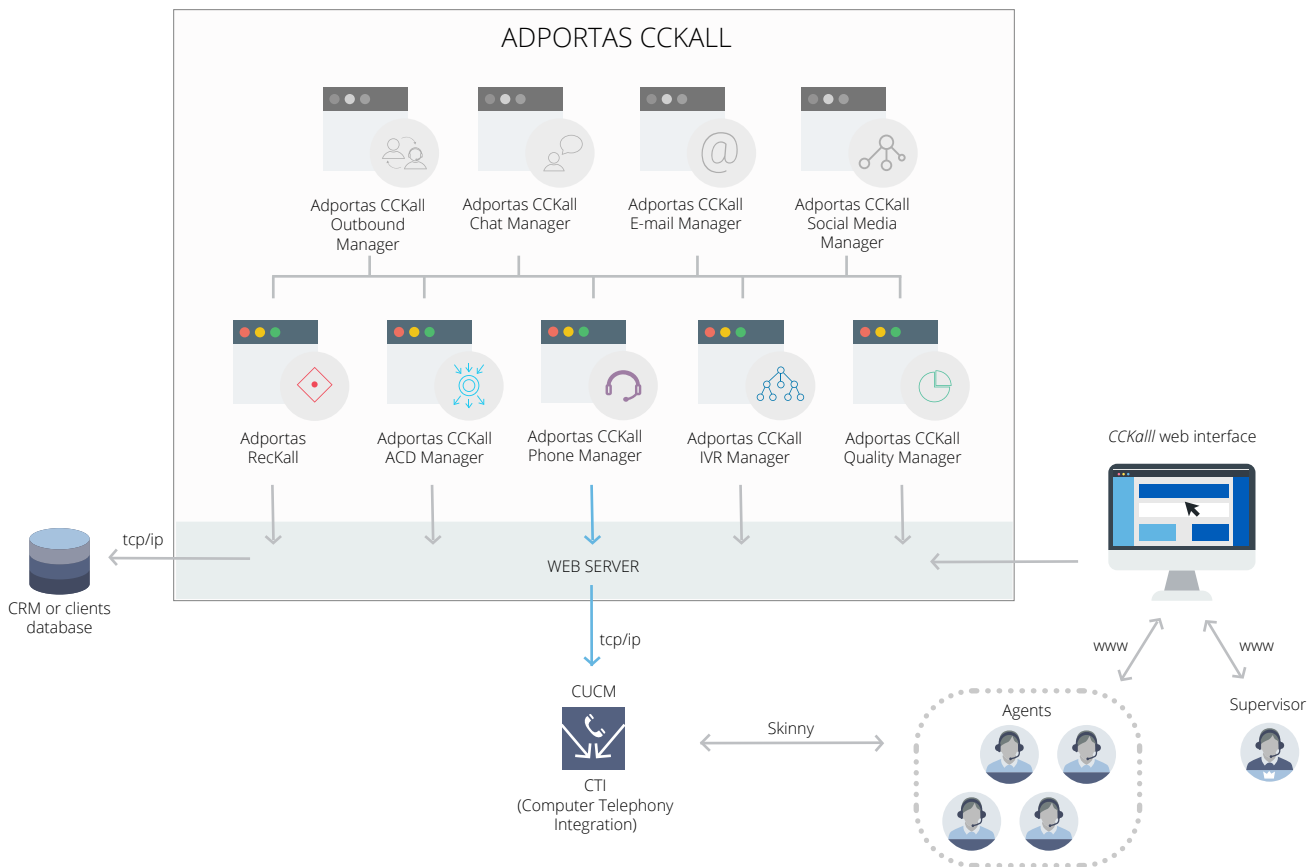 ADPORTAS CCKALL
Adportas CCKall
Outbound
Manager
Adportas CCKall
Chat Manager
Adportas CCKall
E-mail Manager
Adportas CCKall
Social Media
Manager
Adportas
RecKall
Adportas CCKall
ACD Manager
Adportas CCKall
Phone Manager
Adportas CCKall
IVR Manager
Adportas CCKall
Quality Manager
CCKalll web interface
tcp/ip
WEB SERVER
CRM or clients
database
tcp/ip
www
www
CUCM
Skinny
Agents
Supervisor
CTI
(Computer Telephony
Integration)